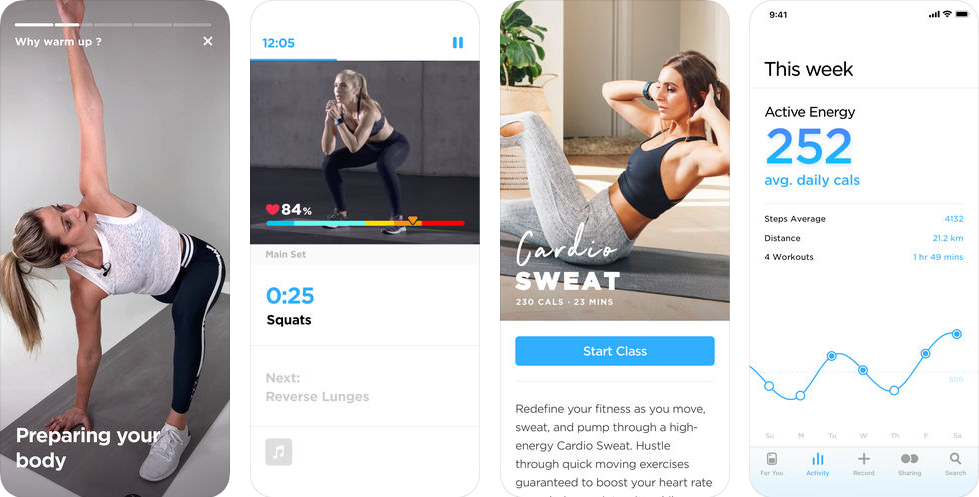 Why warm up ?
Preparing your
body
12:05
84%
Main Set
0:25
Squats
Next:
Reverse Lunges
Cardio
SWEAT
230 CALS · 23 MINS
Start Class
Redefine your fitness as you move,
sweat, and pump through a high-
energy Cardio Sweat. Hustle
through quick moving exercises
guaranteed to boost your heart rate
9:41
This week
Active Energy
252
avg. daily cals
Steps Average 4132
Distance 21.2 km
4 Workouts 1 hr 49 mins
500
Su M Tu W Th F Sa
For You Activity Record Sharing Search